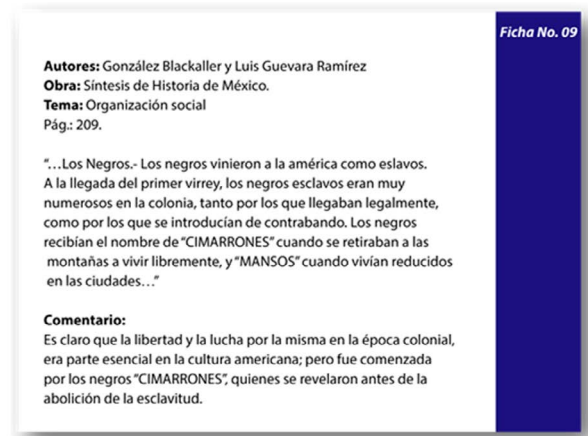 Ficha No. 09
Autores: González Blackaller y Luis Guevara Ramírez
Obra: Síntesis de Historia de México.
Tema: Organización social
Pág.: 209.
“…Los Negros.- Los negros vinieron a la américa como eslavos.
A la llegada del primer virrey, los negros esclavos eran muy
numerosos en la colonia, tanto por los que llegaban legalmente,
como por los que se introducían de contrabando. Los negros
recibían el nombre de “CIMARRONES” cuando se retiraban a las
montañas a vivir libremente, y “MANSOS” cuando vivían reducidos
en las ciudades…”
Comentario:
Es claro que la libertad y la lucha por la misma en la época colonial,
era parte esencial en la cultura americana; pero fue comenzada
por los negros “CIMARRONES”, quienes se revelaron antes de la
abolición de la esclavitud.